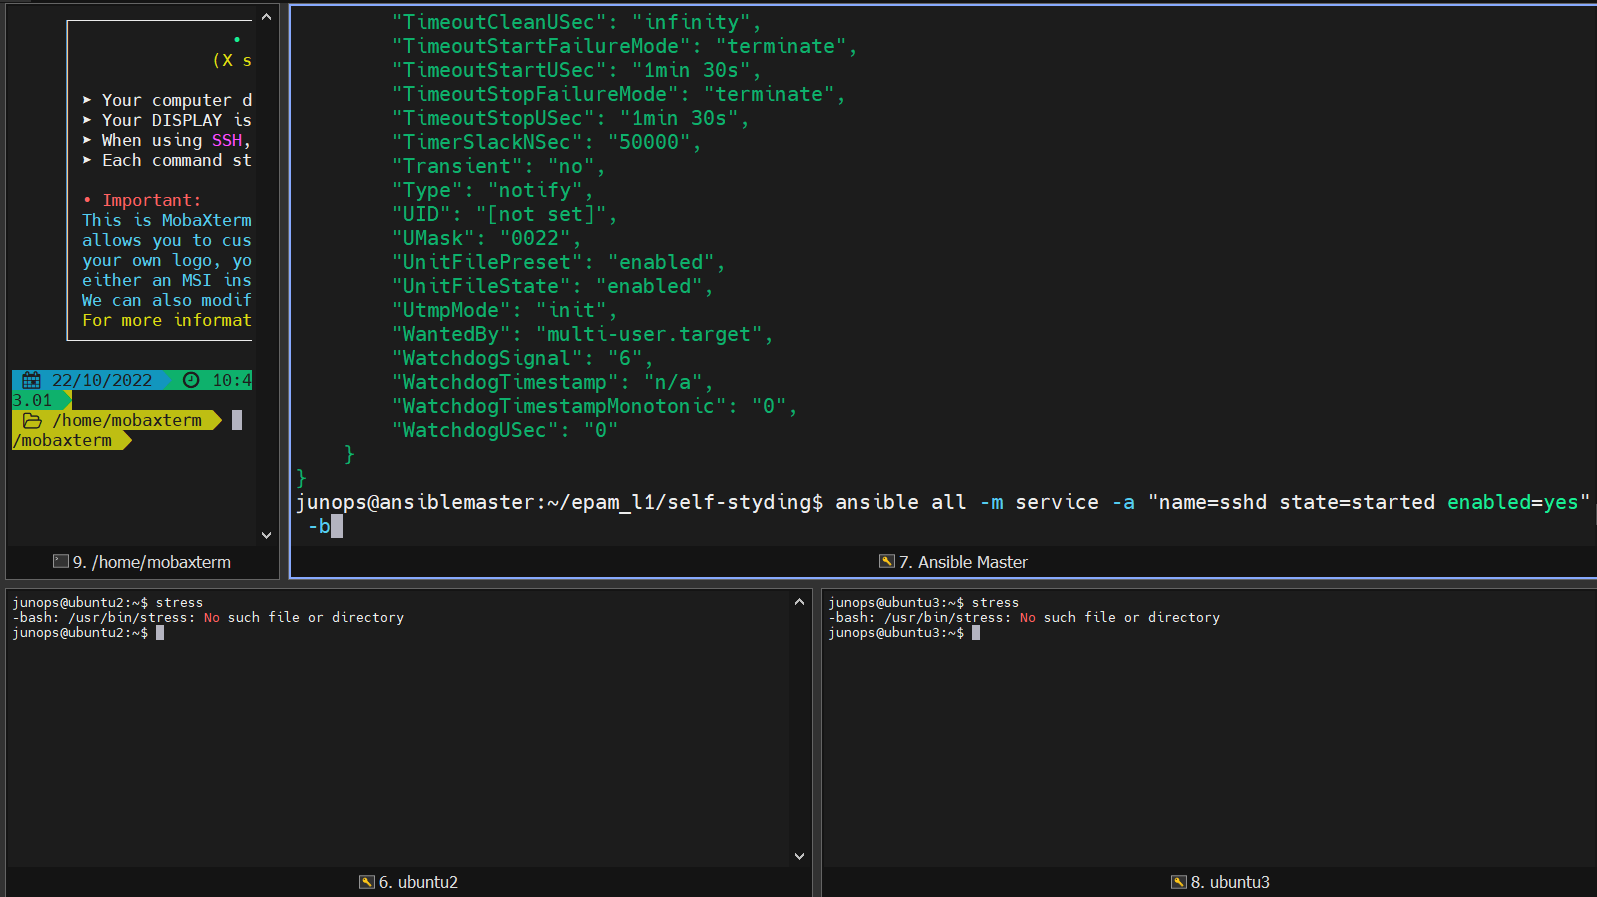 (X s
➤ Your computer d
➤ Your DISPLAY is
➤ When using SSH,
➤ Each command st
• Important:
This is MobaXterm
allows you to cus
your own logo, yo
either an MSI ins
We can also modif
For more informat
22/10/2022 10:4
3.01
/home/mobaxterm
/mobaxterm
9. /home/mobaxterm
"TimeoutCleanUSec": "infinity",
"TimeoutStartFailureMode": "terminate",
"TimeoutStartUSec": "1min 30s",
"TimeoutStopFailureMode": "terminate",
"TimeoutStopUSec": "1min 30s",
"TimerSlackNSec": "50000",
"Transient": "no",
"Type": "notify",
"UID": "[not set]",
"UMask": "0022",
"UnitFilePreset": "enabled",
"UnitFileState": "enabled",
"UtmpMode": "init",
"WantedBy": "multi-user.target",
"WatchdogSignal": "6",
"WatchdogTimestamp": "n/a",
"WatchdogTimestampMonotonic": "0",
"WatchdogUSec": "0"
}
}
junops@ansiblemaster:~/epam_l1/self-styding$ ansible all -m service -a "name=sshd state=started enabled=yes"
-b
7. Ansible Master
junops@ubuntu2:~$ stress
-bash: /usr/bin/stress: No such file or directory
junops@ubuntu2:~$
6. ubuntu2
junops@ubuntu3:~$ stress
-bash: /usr/bin/stress: No such file or directory
junops@ubuntu3:~$
8. ubuntu3